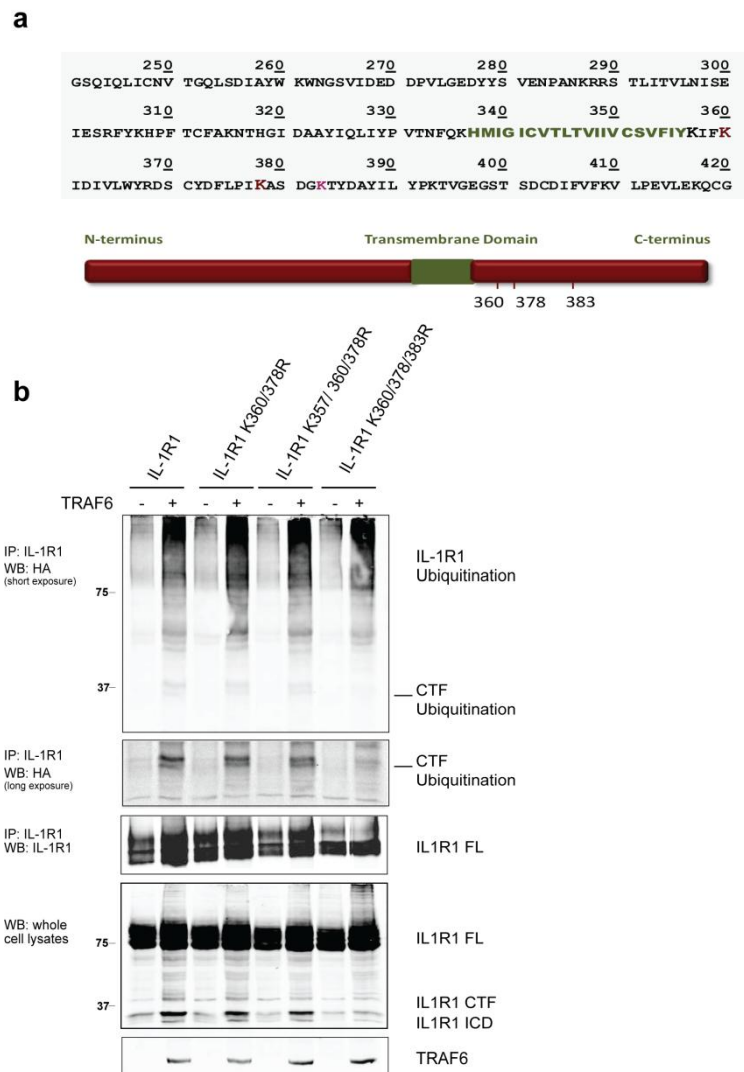 a
250 260 270 280 290 300
GSQIQLICNV TGQLSDIAYW KWNGSVIDED DPVLGEDYYS VENPANKRRS TLITVLNISE
310 320 330 340 350 360
IESRFYKHPF TCFAKNTHGI DAAYIQLIYP VTNFQKHMIG ICVTLTVIIV CSVFIYKIFK
370 380 390 400 410 420
IDIVLWYRDS CYDFLPIKAS DGKTYDAYIL YPKTVGEGST SDCDIFVFKV LPEVLEKQCG
N-terminus Transmembrane Domain C-terminus
360 378 383
b
IL-1R1 IL-1R1 K360/378R IL-1R1 K357/ 360/378R IL-1R1 K360/378/383R
TRAF6 - + - + - + - +
IP: IL-1R1
WB: HA
(short exposure)
75
37
IL-1R1
Ubiquitination
CTF
Ubiquitination
IP: IL-1R1
WB: HA
(long exposure)
CTF
Ubiquitination
IP: IL-1R1
WB: IL-1R1
IL1R1 FL
WB: whole
cell lysates
75
37
IL1R1 FL
IL1R1 CTF
IL1R1 ICD
TRAF6